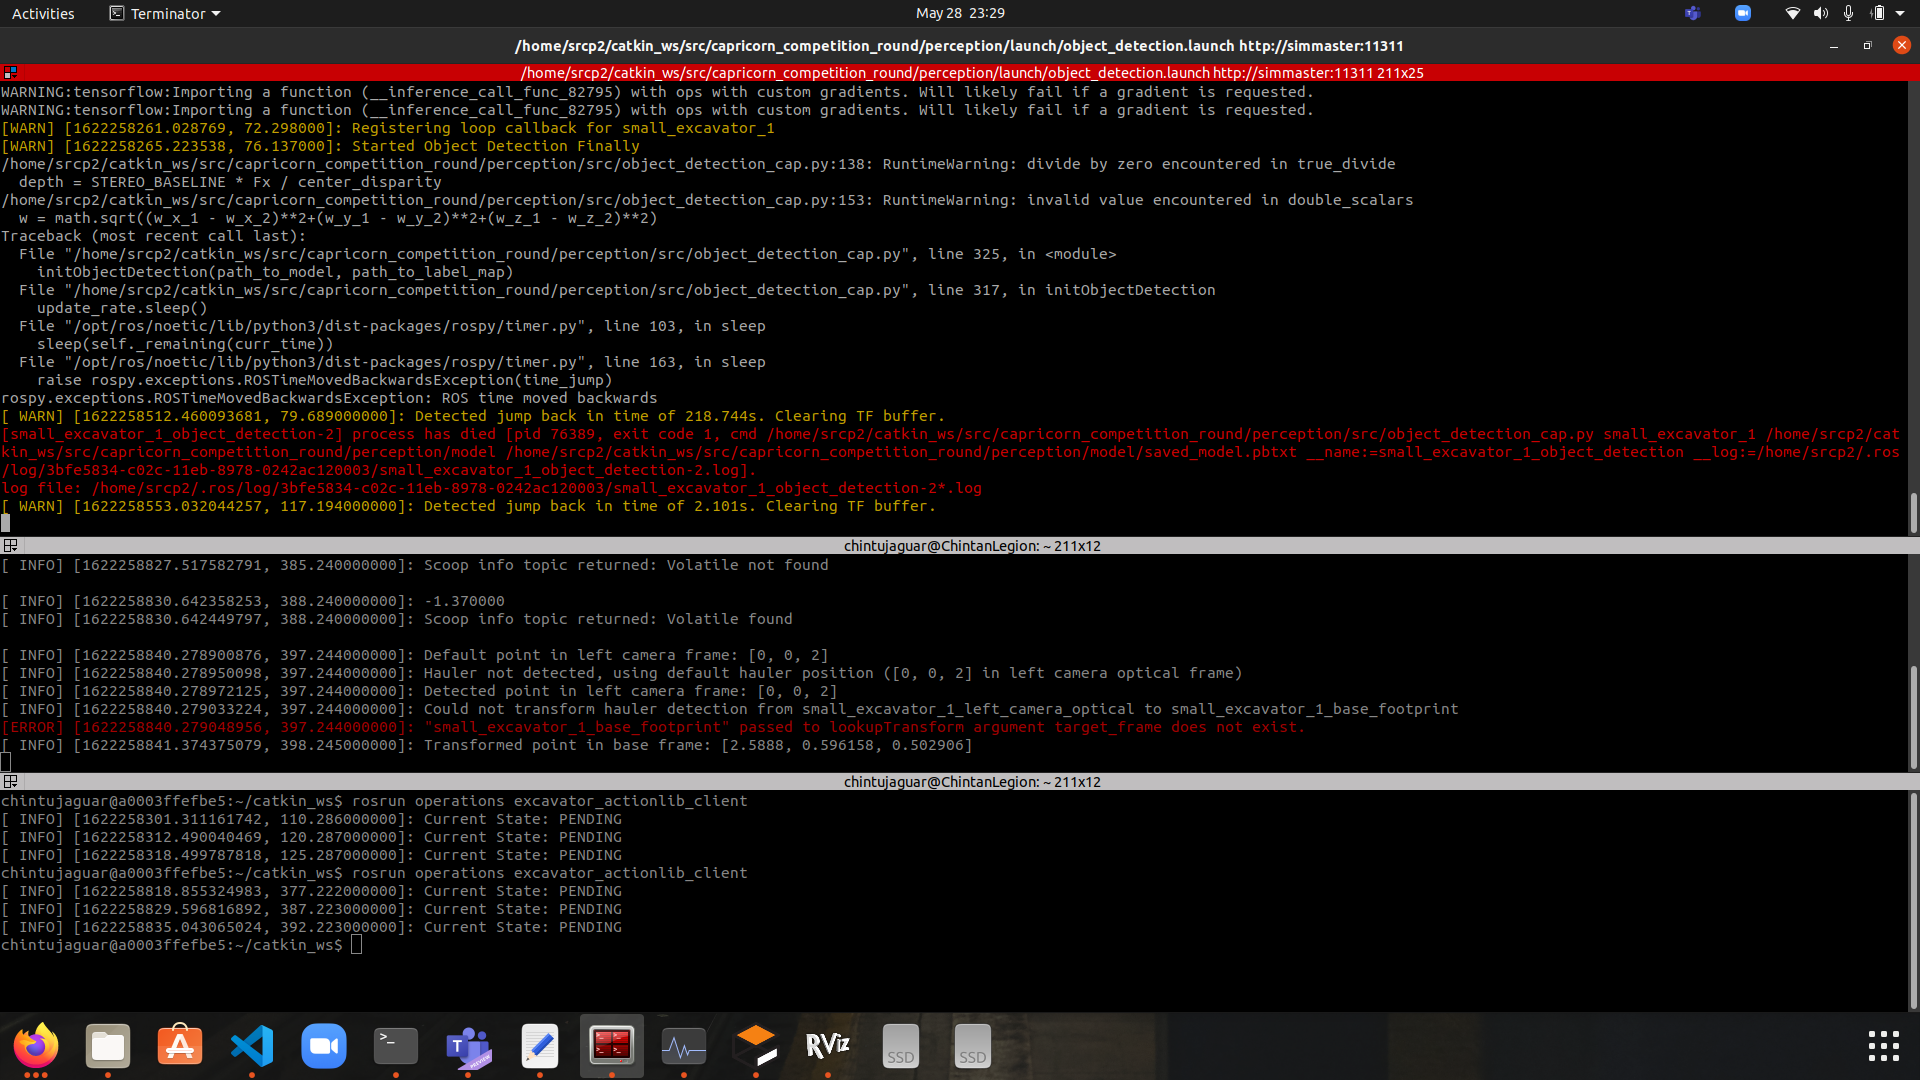 Activities
Terminator
May 28 23:29
/home/srcp2/catkin_ws/src/capricorn_competition_round/perception/launch/object_detection.launch http://simmaster:11311
/home/srcp2/catkin_ws/src/capricorn_competition_round/perception/launch/object_detection.launch http://simmaster:11311 211x25
WARNING:tensorflow:Importing a function (__inference_call_func_82795) with ops with custom gradients. Will likely fail if a gradient is requested.
WARNING:tensorflow:Importing a function (__inference_call_func_82795) with ops with custom gradients. Will likely fail if a gradient is requested.
[WARN] [1622258261.028769, 72.298000]: Registering loop callback for small_excavator_1
[WARN] [1622258265.223538, 76.137000]: Started Object Detection Finally
/home/srcp2/catkin_ws/src/capricorn_competition_round/perception/src/object_detection_cap.py:138: RuntimeWarning: divide by zero encountered in true_divide
  depth = STEREO_BASELINE * Fx / center_disparity
/home/srcp2/catkin_ws/src/capricorn_competition_round/perception/src/object_detection_cap.py:153: RuntimeWarning: invalid value encountered in double_scalars
  w = math.sqrt((w_x_1 - w_x_2)**2+(w_y_1 - w_y_2)**2+(w_z_1 - w_z_2)**2)
Traceback (most recent call last):
  File "/home/srcp2/catkin_ws/src/capricorn_competition_round/perception/src/object_detection_cap.py", line 325, in <module>
    initObjectDetection(path_to_model, path_to_label_map)
  File "/home/srcp2/catkin_ws/src/capricorn_competition_round/perception/src/object_detection_cap.py", line 317, in initObjectDetection
    update_rate.sleep()
  File "/opt/ros/noetic/lib/python3/dist-packages/rospy/timer.py", line 103, in sleep
    sleep(self._remaining(curr_time))
  File "/opt/ros/noetic/lib/python3/dist-packages/rospy/timer.py", line 163, in sleep
    raise rospy.exceptions.ROSTimeMovedBackwardsException(time_jump)
rospy.exceptions.ROSTimeMovedBackwardsException: ROS time moved backwards
[ WARN] [1622258512.460093681, 79.689000000]: Detected jump back in time of 218.744s. Clearing TF buffer.
[small_excavator_1_object_detection-2] process has died [pid 76389, exit code 1, cmd /home/srcp2/catkin_ws/src/capricorn_competition_round/perception/src/object_detection_cap.py small_excavator_1 /home/srcp2/cat
kin_ws/src/capricorn_competition_round/perception/model /home/srcp2/catkin_ws/src/capricorn_competition_round/perception/model/saved_model.pbtxt __name:=small_excavator_1_object_detection __log:=/home/srcp2/.ros
/log/3bfe5834-c02c-11eb-8978-0242ac120003/small_excavator_1_object_detection-2.log].
log file: /home/srcp2/.ros/log/3bfe5834-c02c-11eb-8978-0242ac120003/small_excavator_1_object_detection-2*.log
[ WARN] [1622258553.032044257, 117.194000000]: Detected jump back in time of 2.101s. Clearing TF buffer.
chintujaguar@ChintanLegion: ~ 211x12
[ INFO] [1622258827.517582791, 385.240000000]: Scoop info topic returned: Volatile not found
[ INFO] [1622258830.642358253, 388.240000000]: -1.370000
[ INFO] [1622258830.642449797, 388.240000000]: Scoop info topic returned: Volatile found
[ INFO] [1622258840.278900876, 397.244000000]: Default point in left camera frame: [0, 0, 2]
[ INFO] [1622258840.278950098, 397.244000000]: Hauler not detected, using default hauler position ([0, 0, 2] in left camera optical frame)
[ INFO] [1622258840.278972125, 397.244000000]: Detected point in left camera frame: [0, 0, 2]
[ INFO] [1622258840.279033224, 397.244000000]: Could not transform hauler detection from small_excavator_1_left_camera_optical to small_excavator_1_base_footprint
[ERROR] [1622258840.279048956, 397.244000000]: "small_excavator_1_base_footprint" passed to lookupTransform argument target_frame does not exist.
[ INFO] [1622258841.374375079, 398.245000000]: Transformed point in base frame: [2.5888, 0.596158, 0.502906]
chintujaguar@ChintanLegion: ~ 211x12
chintujaguar@a0003ffefbe5:~/catkin_ws$ rosrun operations excavator_actionlib_client
[ INFO] [1622258301.311161742, 110.286000000]: Current State: PENDING
[ INFO] [1622258312.490040469, 120.287000000]: Current State: PENDING
[ INFO] [1622258318.499787818, 125.287000000]: Current State: PENDING
chintujaguar@a0003ffefbe5:~/catkin_ws$ rosrun operations excavator_actionlib_client
[ INFO] [1622258818.855324983, 377.222000000]: Current State: PENDING
[ INFO] [1622258829.596816892, 387.223000000]: Current State: PENDING
[ INFO] [1622258835.043065024, 392.223000000]: Current State: PENDING
chintujaguar@a0003ffefbe5:~/catkin_ws$
RViz
SSD
SSD